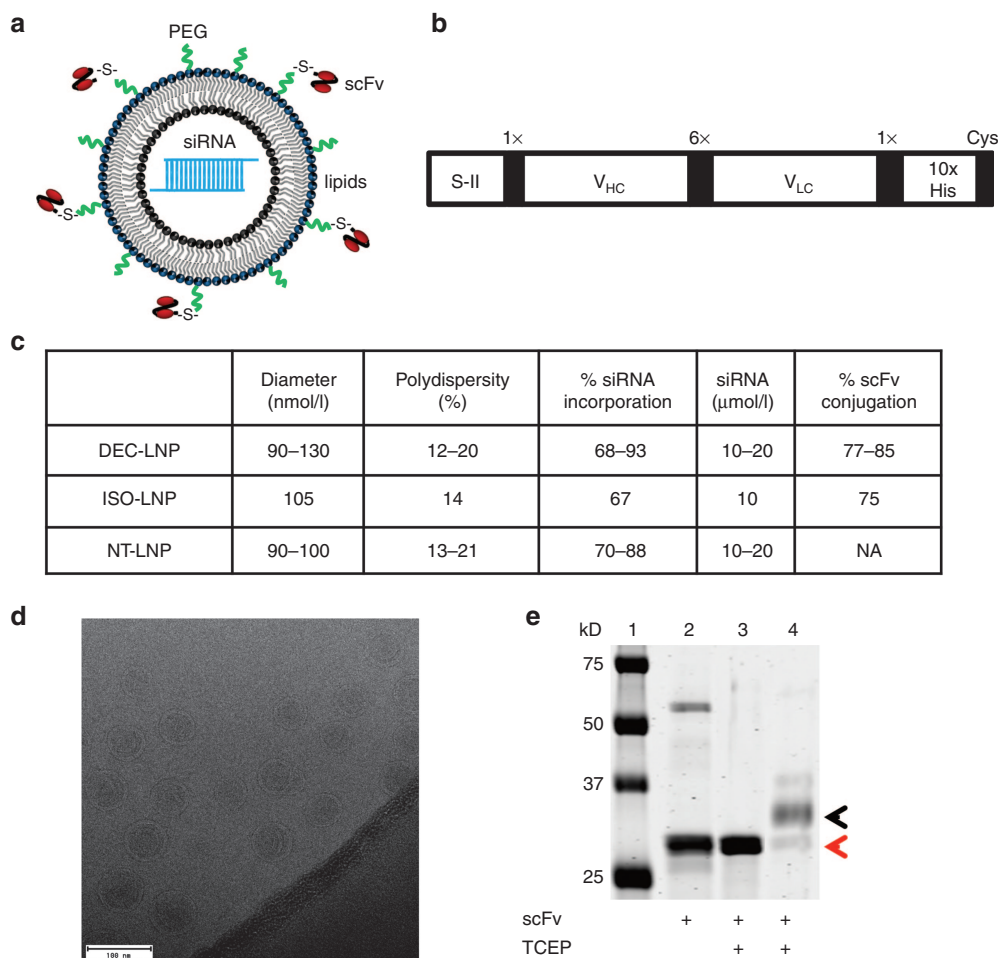 a
PEG
-S-
-S-
scFv
siRNA
lipids
-S-
-S-
-S-
b
1×
6×
1×
Cys
S-II
VHC
VLC
10x
His
c
Diameter
(nmol/l)
Polydispersity
(%)
% siRNA
incorporation
siRNA
(μmol/l)
% scFv
conjugation
DEC-LNP 90–130 12–20 68–93 10–20 77–85
ISO-LNP 105 14 67 10 75
NT-LNP 90–100 13–21 70–88 10–20 NA
d
100 nm
e
kD 1 2 3 4
75
50
37
25
scFv + + +
TCEP + +